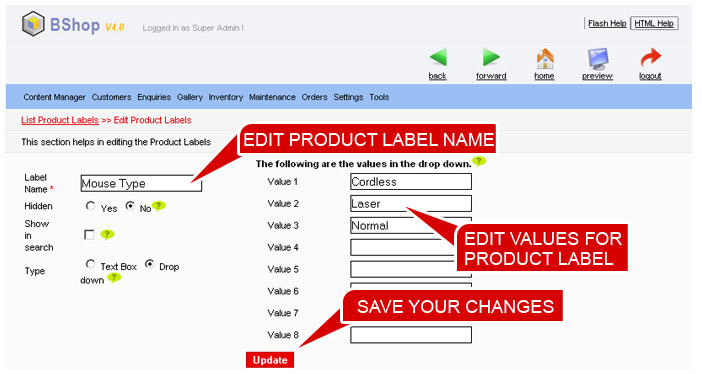 BShop V4.0
Logged in as Super Admin !
Flash Help HTML Help
back forward home preview logout
Content Manager Customers Enquiries Gallery Inventory Maintenance Orders Settings Tools
List Product Labels >> Edit Product Labels
This section helps in editing the Product Labels
EDIT PRODUCT LABEL NAME
The following are the values in the drop down. ?
Label
Name *
Mouse Type
Hidden
Yes No ?
Show
in
search
?
Type
Text Box Drop
down ?
Value 1 Cordless
Value 2 Laser
Value 3 Normal
Value 4
Value 5
Value 6
Value 7
Value 8
EDIT VALUES FOR
PRODUCT LABEL
SAVE YOUR CHANGES
Update